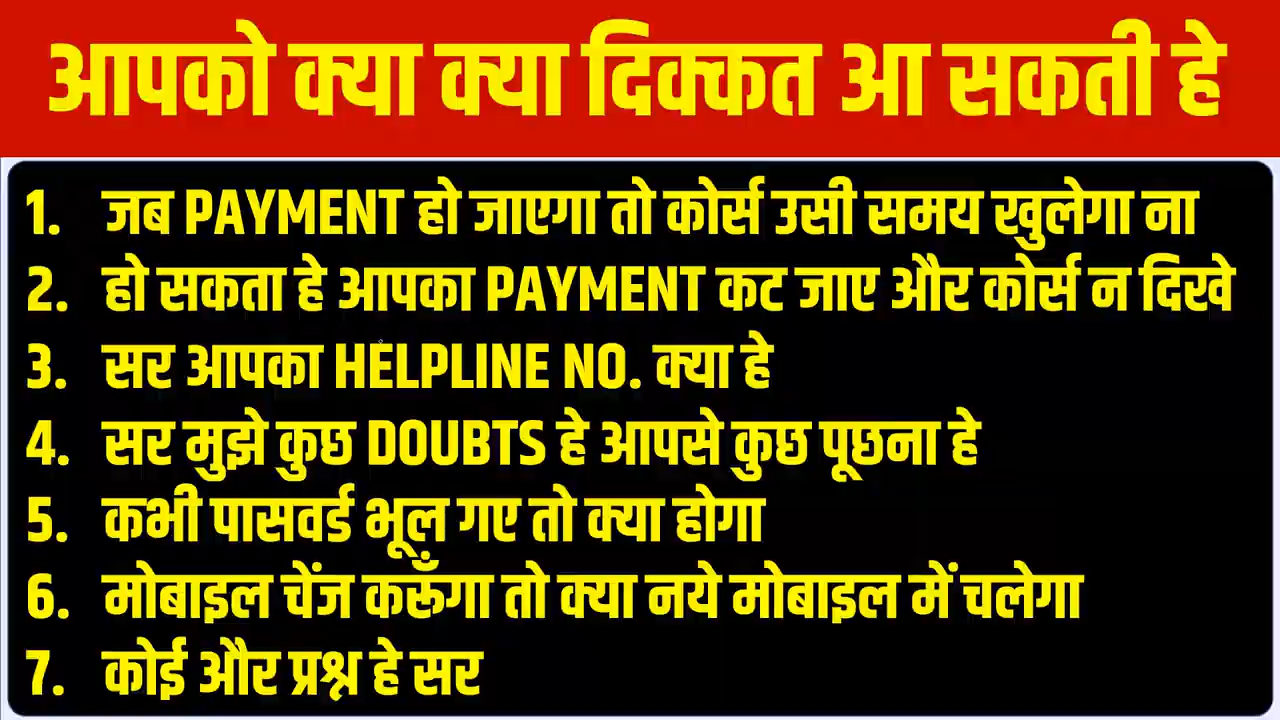 आपको क्या क्या दिक्कत आ सकती हे
1. जब PAYMENT हो जाएगा तो कोर्स उसी समय खुलेगा ना
2. हो सकता हे आपका PAYMENT कट जाए और कोर्स न दिखे
3. सर आपका HELPLINE NO. क्या हे
4. सर मुझे कुछ DOUBTS हे आपसे कुछ पूछना हे
5. कभी पासवर्ड भूल गए तो क्या होगा
6. मोबाइल चेंज करूँगा तो क्या नये मोबाइल में चलेगा
7. कोई और प्रश्न हे सर